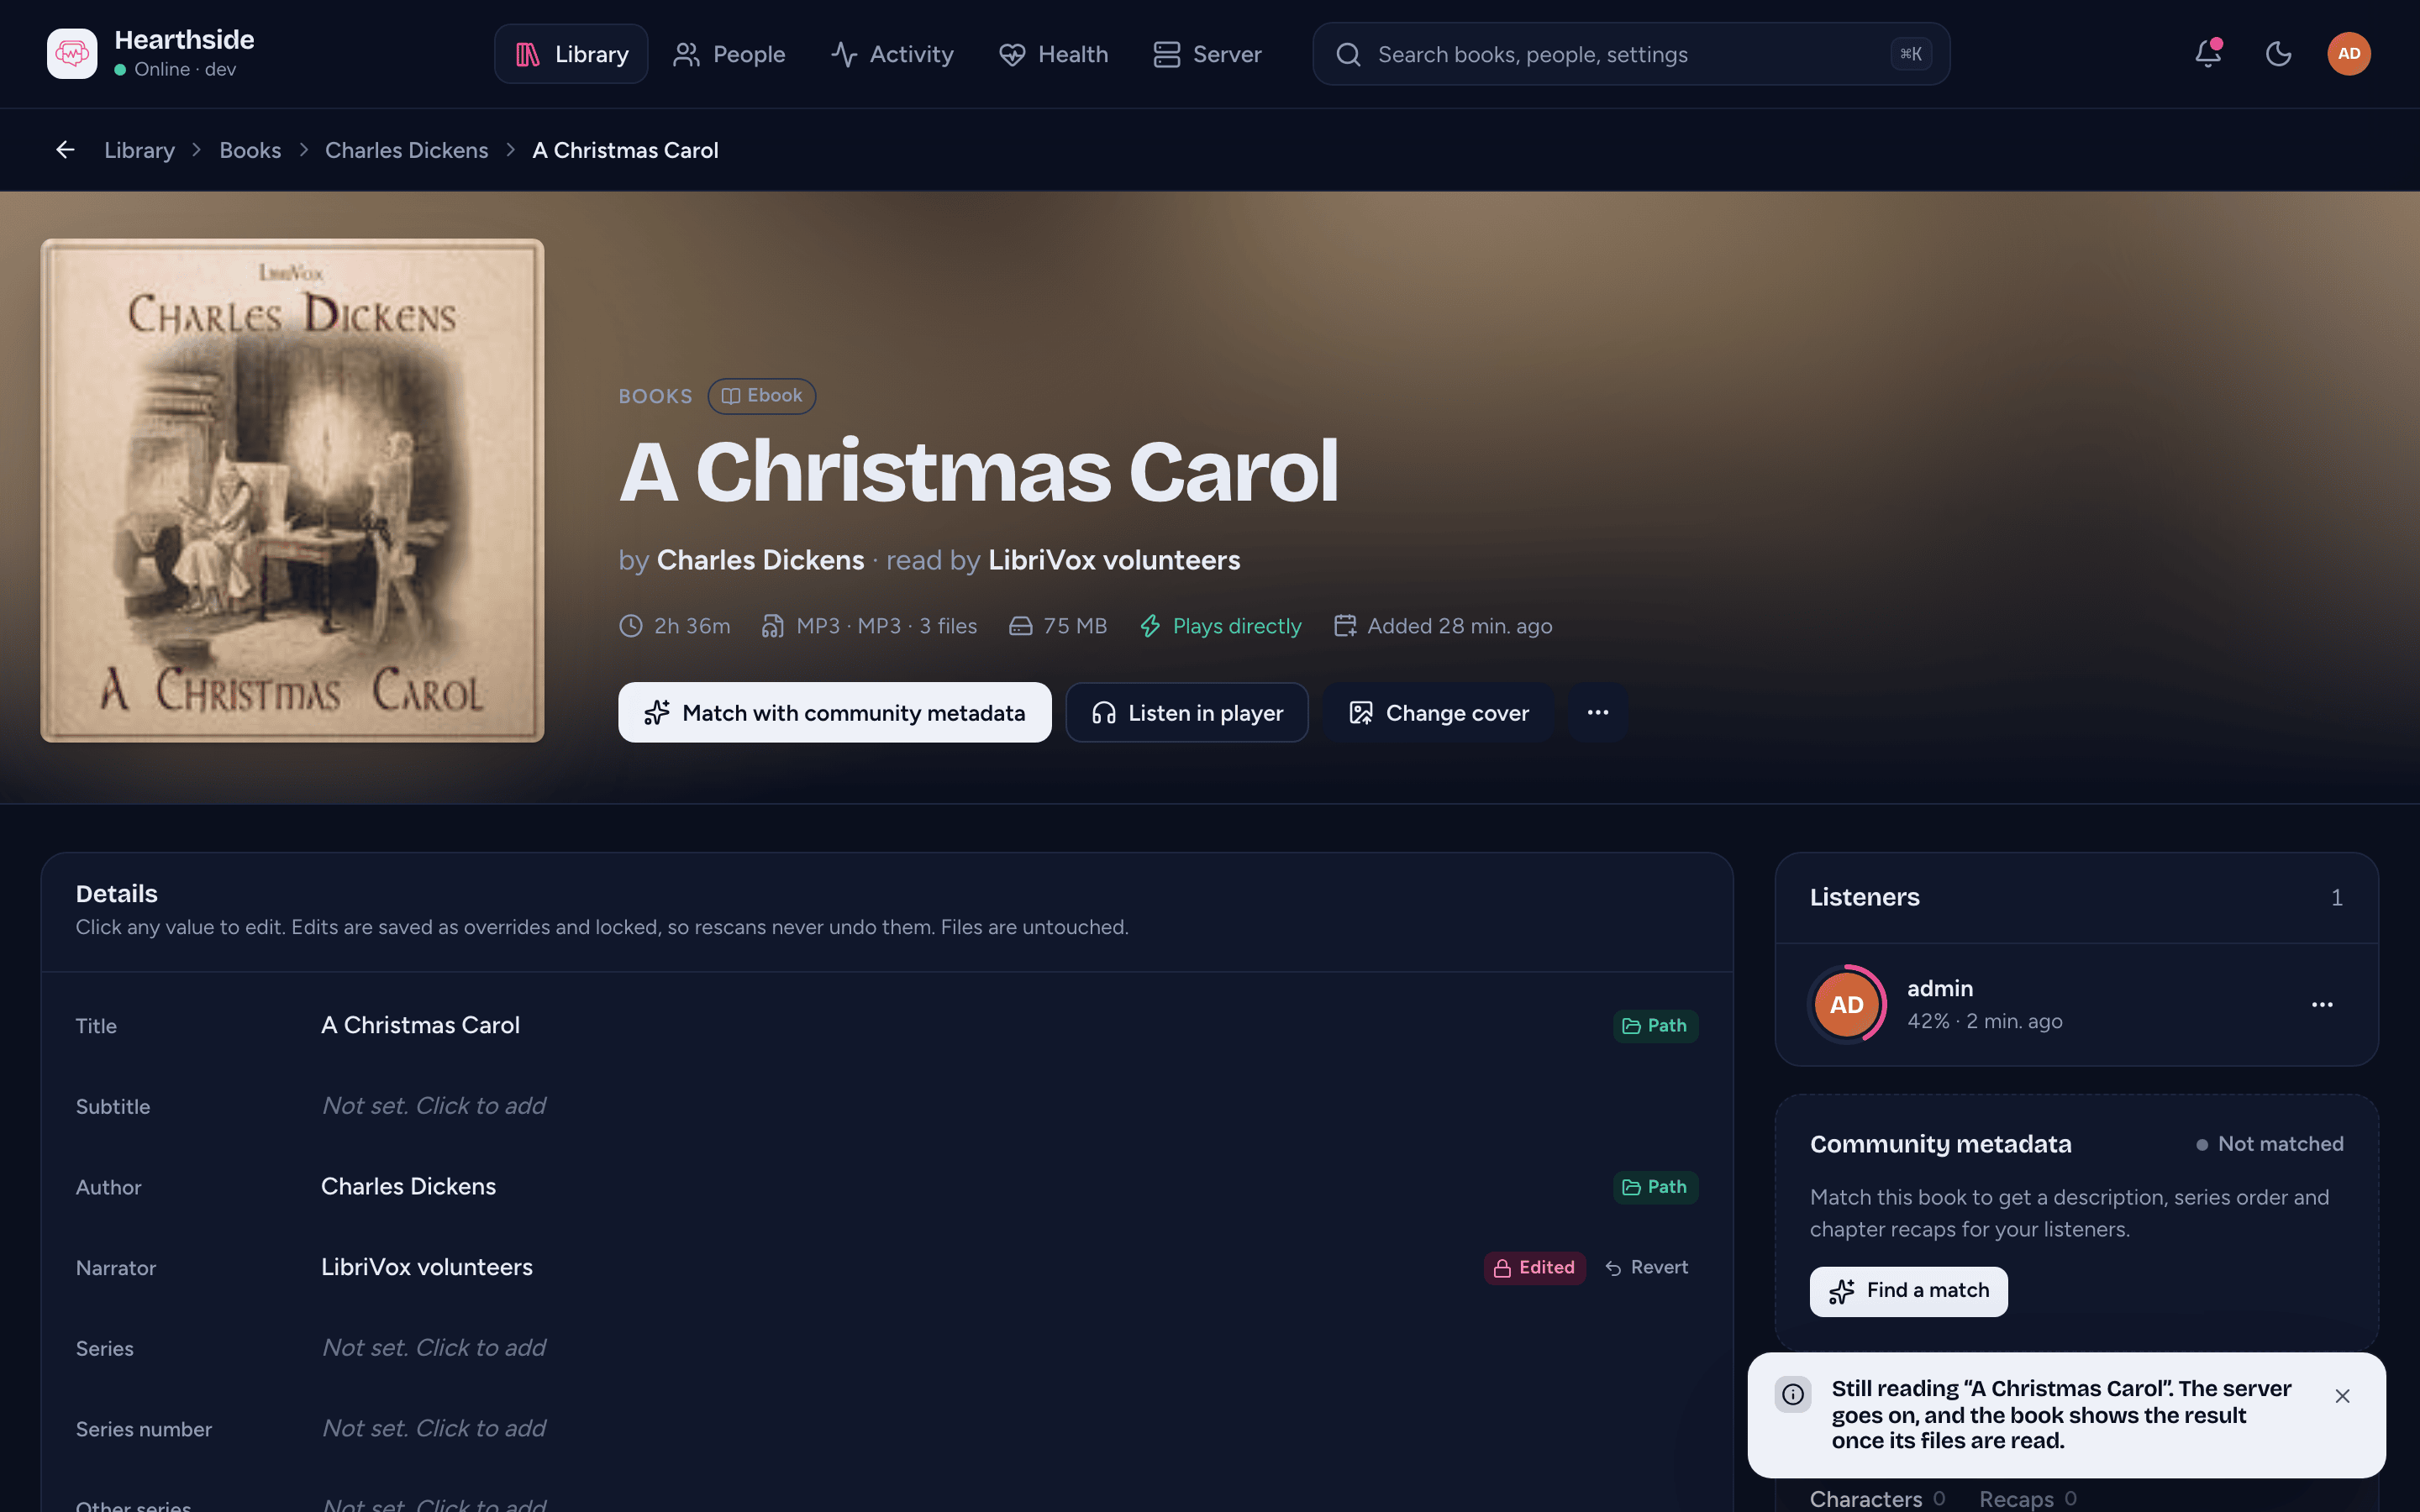 Hearthside
Online · dev
Library
People
Activity
Health
Server
Search books, people, settings
⌘K
AD
Library
Books
Charles Dickens
A Christmas Carol
LibriVox
Charles Dickens
A Christmas Carol
BOOKS
Ebook
A Christmas Carol
by Charles Dickens · read by LibriVox volunteers
2h 36m
MP3 · MP3 · 3 files
75 MB
Plays directly
Added 28 min. ago
Match with community metadata
Listen in player
Change cover
Details
Click any value to edit. Edits are saved as overrides and locked, so rescans never undo them. Files are untouched.
Title
A Christmas Carol
Path
Subtitle
Not set. Click to add
Author
Charles Dickens
Path
Narrator
LibriVox volunteers
Edited
Revert
Series
Not set. Click to add
Series number
Not set. Click to add
Other series
Not set. Click to add
Listeners
1
AD
admin
42% · 2 min. ago
Community metadata
Not matched
Match this book to get a description, series order and
chapter recaps for your listeners.
Find a match
Still reading “A Christmas Carol”. The server
goes on, and the book shows the result
once its files are read.
Characters 0
Recaps 0